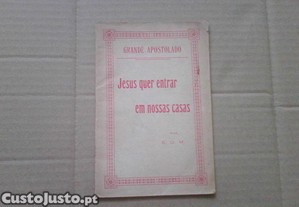 GRANDE APOSTOLADO
Jesus quer entrar
em nossas casas
CustoJusto.pt